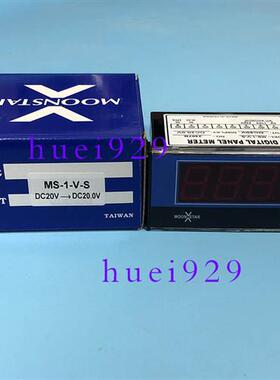 MOONSTAR
X
huei929
MS-1-V-S
DC20V → DC20.0V
TAIWAN
DIGITAL PANEL METER
X
MOONSTAR
huei929